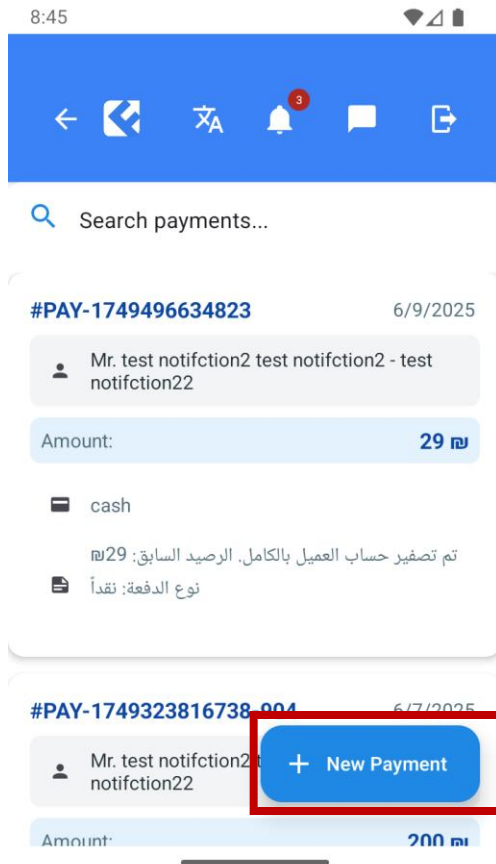 8:45
3
Search payments...
#PAY-1749496634823 6/9/2025
Mr. test notifction2 test notifction2 - test
notifction22
Amount: 29 ₪
cash
تم تصفير حساب العميل بالكامل. الرصيد السابق: 29₪
نوع الدفعة: نقداً
#PAY-1749323816738-904 6/7/2025
Mr. test notifction2
notifction22
+ New Payment
Amount: 200 ₪